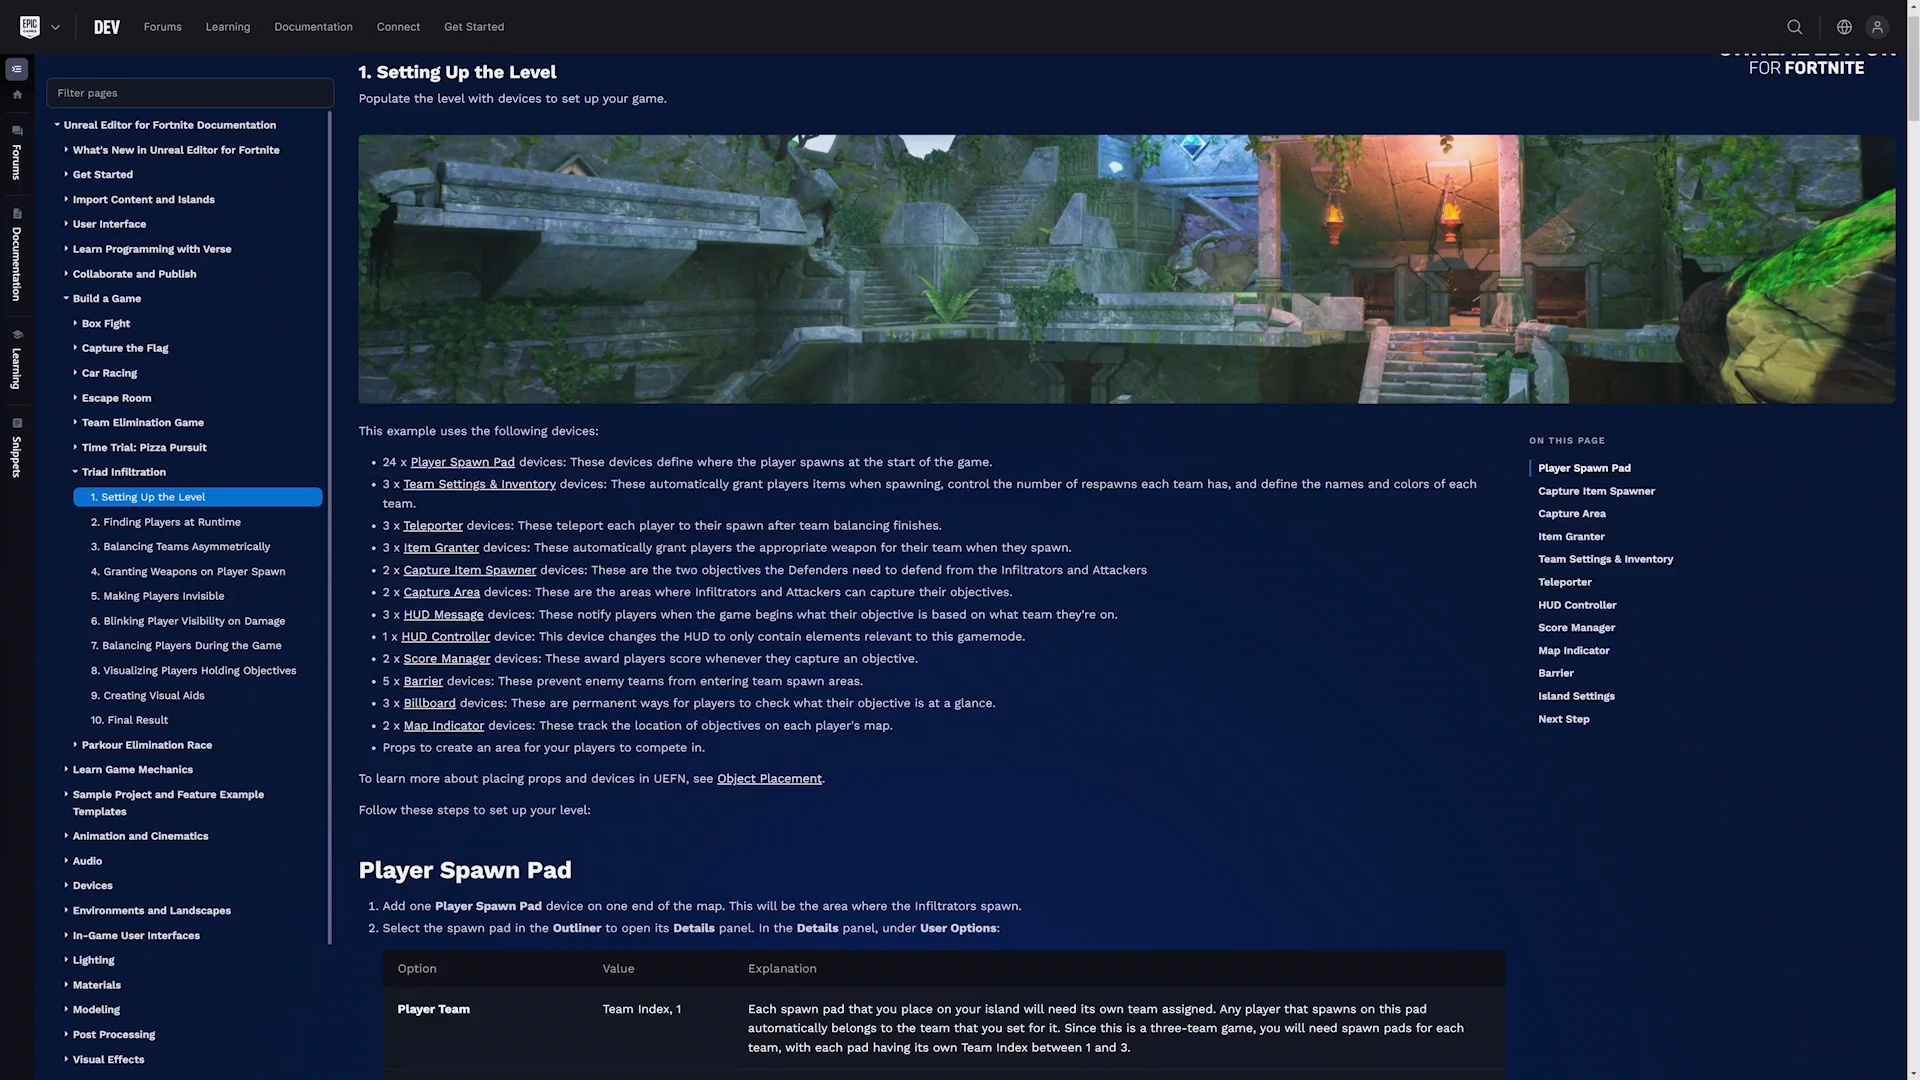 EPIC GAMES
DEV
Forums
Learning
Documentation
Connect
Get Started
FOR FORTNITE
Forums
Documentation
Learning
Snippets
Filter pages
Unreal Editor for Fortnite Documentation
What's New in Unreal Editor for Fortnite
Get Started
Import Content and Islands
User Interface
Learn Programming with Verse
Collaborate and Publish
Build a Game
Box Fight
Capture the Flag
Car Racing
Escape Room
Team Elimination Game
Time Trial: Pizza Pursuit
Triad Infiltration
1. Setting Up the Level
2. Finding Players at Runtime
3. Balancing Teams Asymmetrically
4. Granting Weapons on Player Spawn
5. Making Players Invisible
6. Blinking Player Visibility on Damage
7. Balancing Players During the Game
8. Visualizing Players Holding Objectives
9. Creating Visual Aids
10. Final Result
Parkour Elimination Race
Learn Game Mechanics
Sample Project and Feature Example
Templates
Animation and Cinematics
Audio
Devices
Environments and Landscapes
In-Game User Interfaces
Lighting
Materials
Modeling
Post Processing
Visual Effects
1. Setting Up the Level
Populate the level with devices to set up your game.
This example uses the following devices:
• 24 x Player Spawn Pad devices: These devices define where the player spawns at the start of the game.
• 3 x Team Settings & Inventory devices: These automatically grant players items when spawning, control the number of respawns each team has, and define the names and colors of each
team.
• 3 x Teleporter devices: These teleport each player to their spawn after team balancing finishes.
• 3 x Item Granter devices: These automatically grant players the appropriate weapon for their team when they spawn.
• 2 x Capture Item Spawner devices: These are the two objectives the Defenders need to defend from the Infiltrators and Attackers
• 2 x Capture Area devices: These are the areas where Infiltrators and Attackers can capture their objectives.
• 3 x HUD Message devices: These notify players when the game begins what their objective is based on what team they're on.
• 1 x HUD Controller device: This device changes the HUD to only contain elements relevant to this gamemode.
• 2 x Score Manager devices: These award players score whenever they capture an objective.
• 5 x Barrier devices: These prevent enemy teams from entering team spawn areas.
• 3 x Billboard devices: These are permanent ways for players to check what their objective is at a glance.
• 2 x Map Indicator devices: These track the location of objectives on each player's map.
• Props to create an area for your players to compete in.
To learn more about placing props and devices in UEFN, see Object Placement.
Follow these steps to set up your level:
Player Spawn Pad
1. Add one Player Spawn Pad device on one end of the map. This will be the area where the Infiltrators spawn.
2. Select the spawn pad in the Outliner to open its Details panel. In the Details panel, under User Options:
Option Value Explanation
Player Team Team Index, 1 Each spawn pad that you place on your island will need its own team assigned. Any player that spawns on this pad
automatically belongs to the team that you set for it. Since this is a three-team game, you will need spawn pads for each
team, with each pad having its own Team Index between 1 and 3.
ON THIS PAGE
Player Spawn Pad
Capture Item Spawner
Capture Area
Item Granter
Team Settings & Inventory
Teleporter
HUD Controller
Score Manager
Map Indicator
Barrier
Island Settings
Next Step